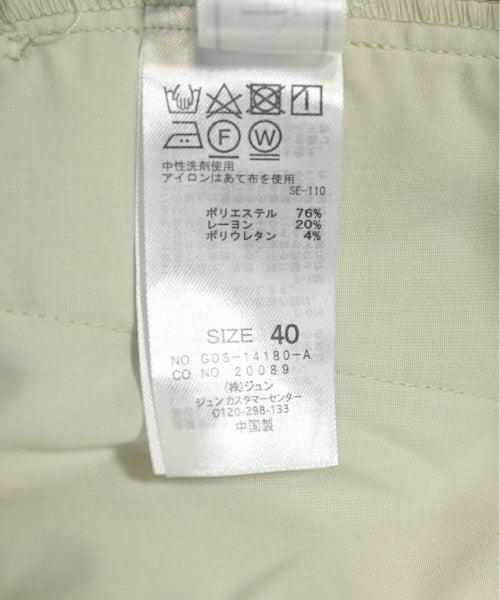 F W
中性洗剤使用
アイロンはあて布を使用
SE-110
ポリエステル 76%
レーヨン 20%
ポリウレタン 4%
SIZE 40
NO. GDS-14180-A
CO. NO. 20089
(株)ジュン
ジュンカスタマーセンター
0120-298-133
中国製